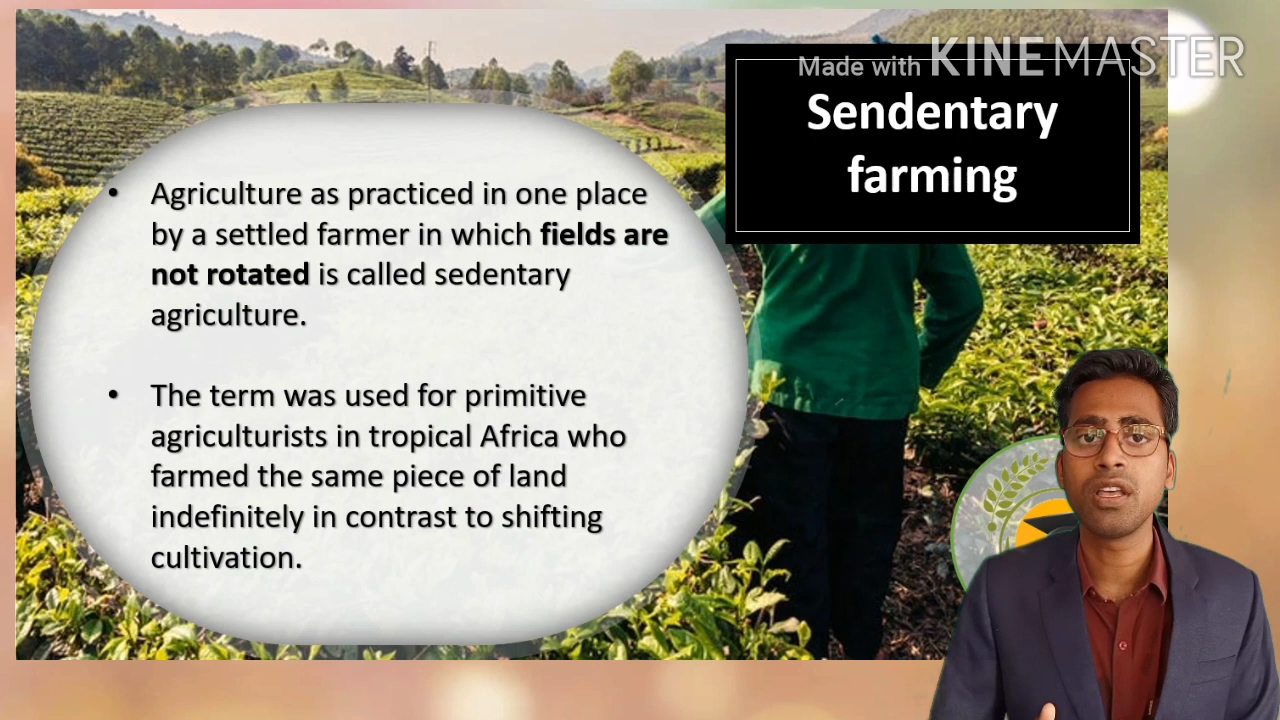 Made with KINEMASTER
Sendentary
farming
• Agriculture as practiced in one place
by a settled farmer in which fields are
not rotated is called sedentary
agriculture.
• The term was used for primitive
agriculturists in tropical Africa who
farmed the same piece of land
indefinitely in contrast to shifting
cultivation.